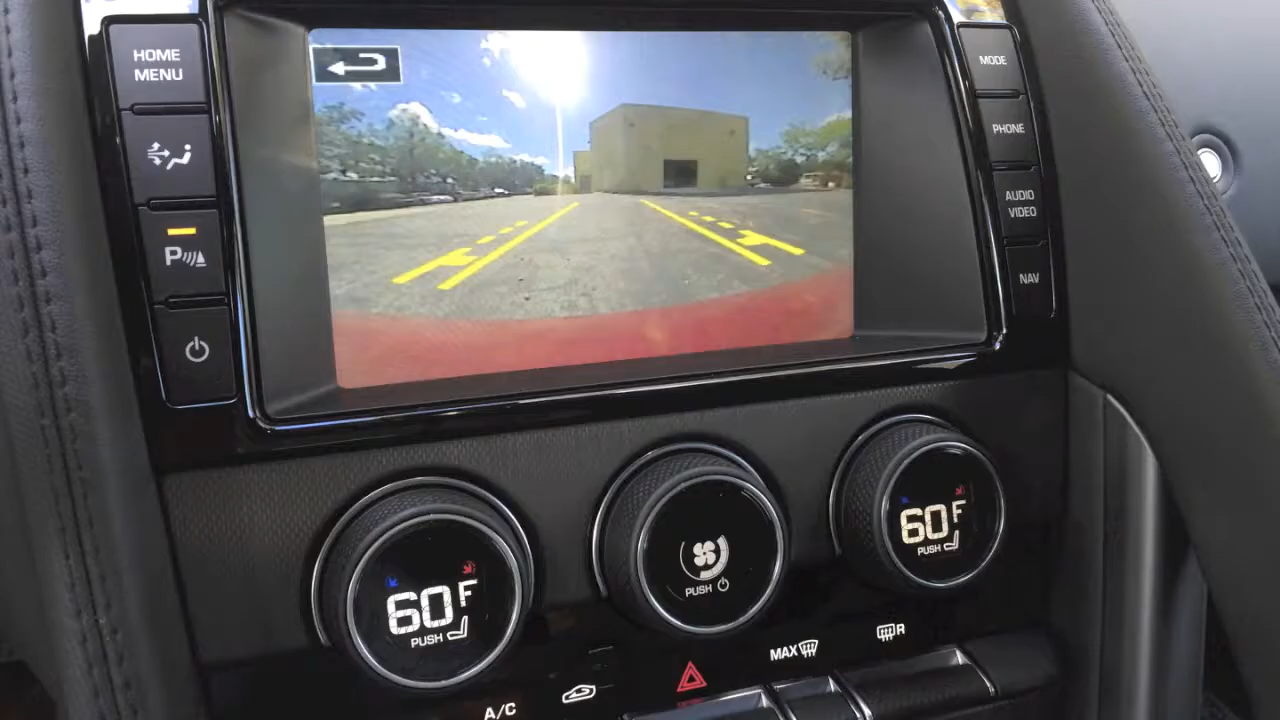 HOME
MENU
P
MODE
PHONE
AUDIO
VIDEO
NAV
60F
PUSH
PUSH
60F
PUSH
A/C
MAX
R